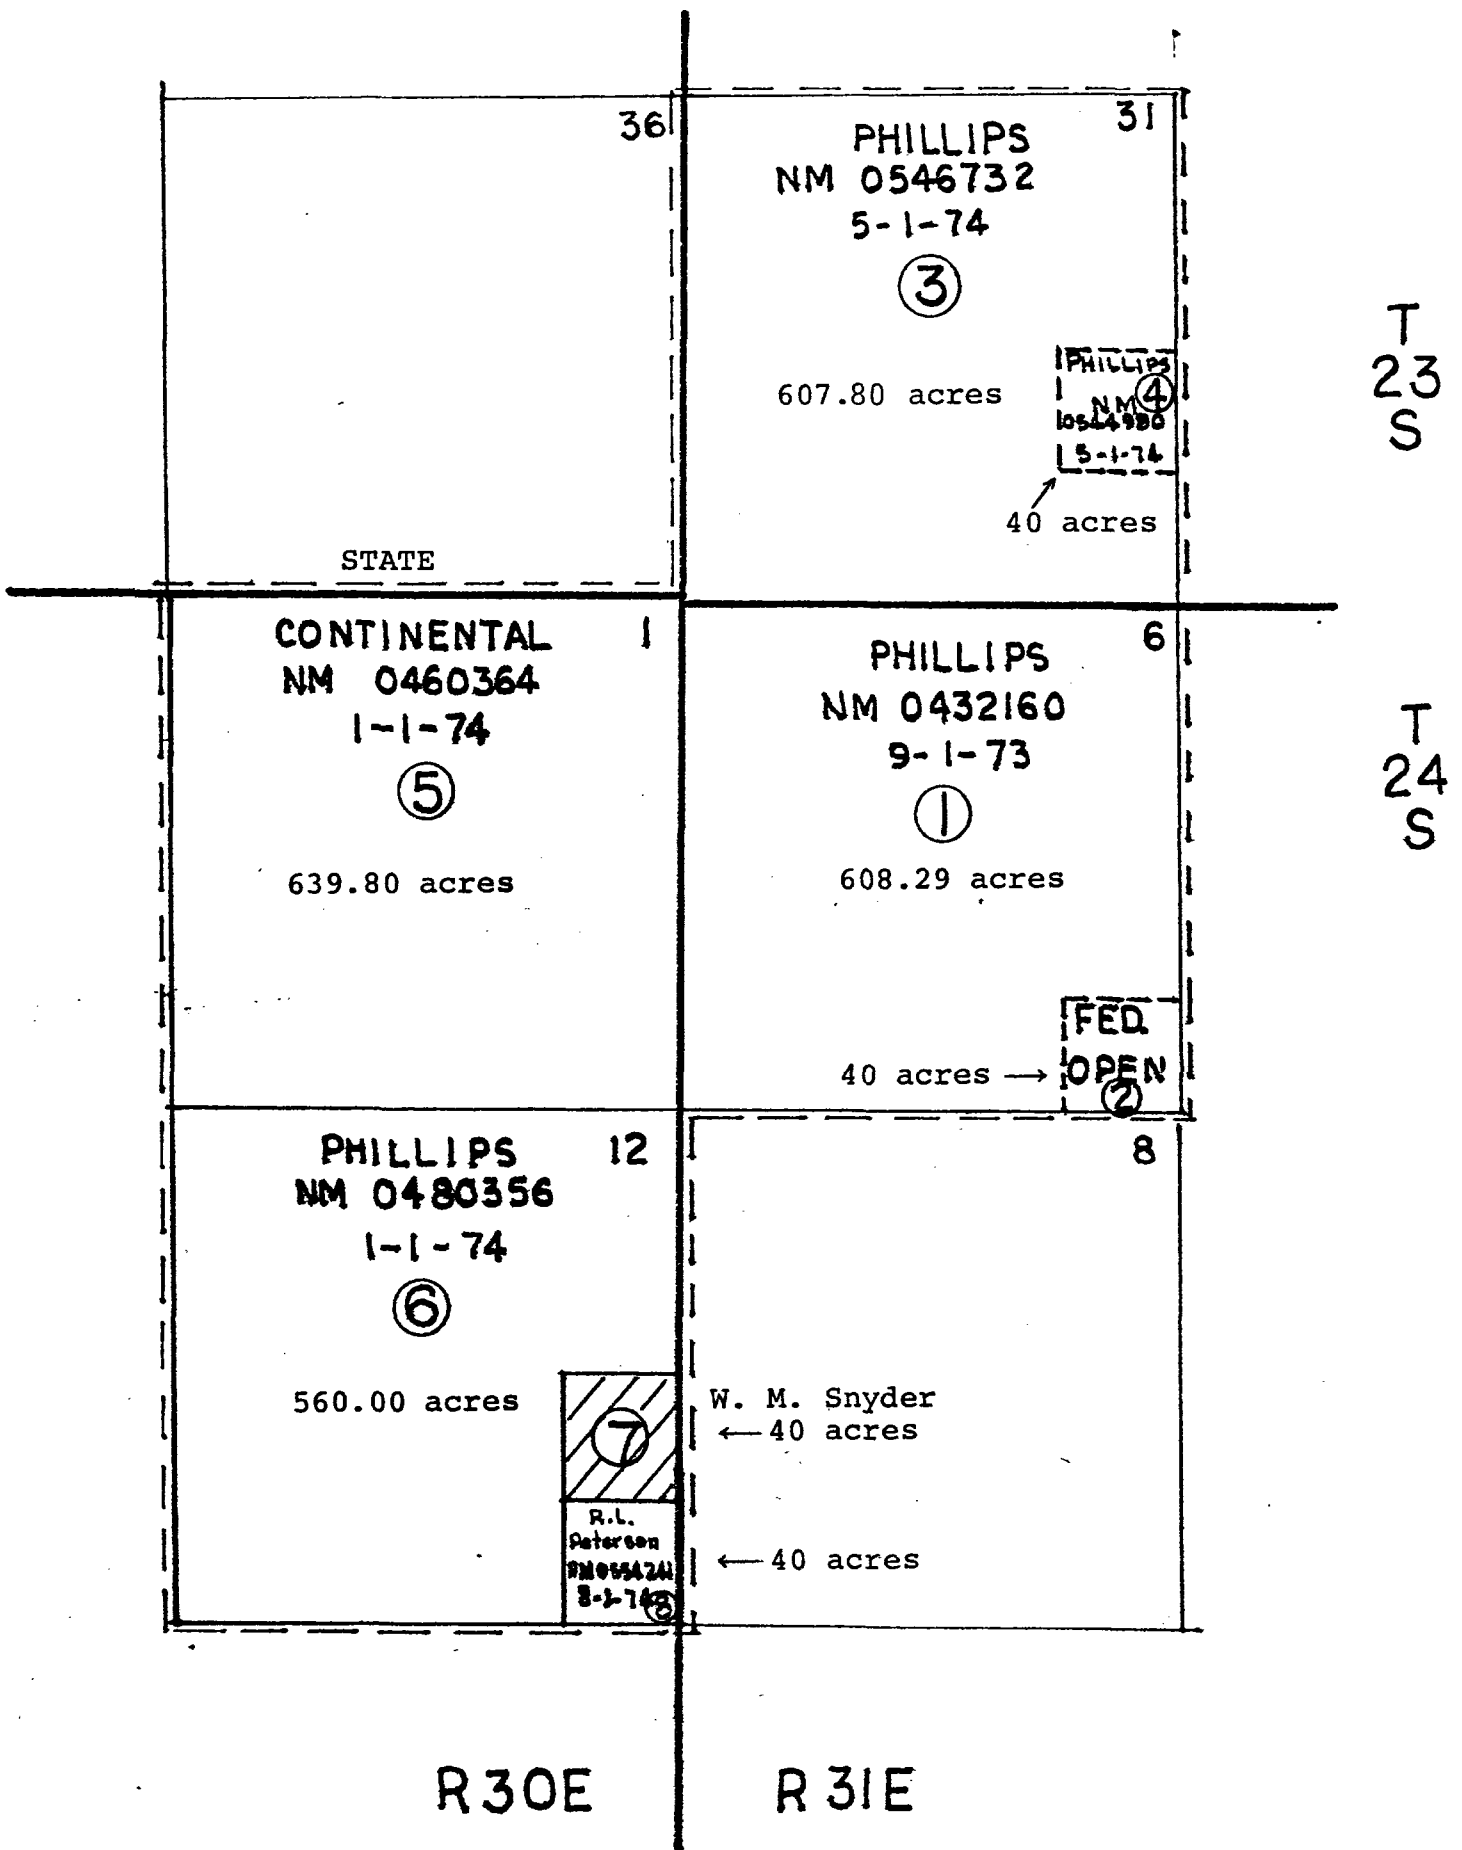 36
31
PHILLIPS
NM 0546732
5-1-74
3
607.80 acres
PHILLIPS
4
NM
0544980
5-1-74
40 acres
T
23
S
STATE
CONTINENTAL
1
NM 0460364
1-1-74
5
639.80 acres
6
PHILLIPS
NM 0432160
9-1-73
1
608.29 acres
FED.
OPEN
2
40 acres
T
24
S
PHILLIPS
12
NM 0480356
1-1-74
6
560.00 acres
7
8
W. M. Snyder
40 acres
R.L.
Peterson
8
40 acres
R30E
R31E